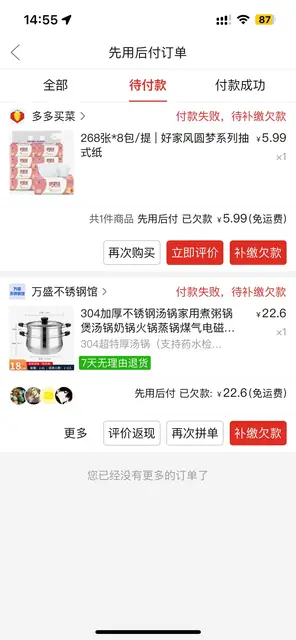 14:55
87
先用后付订单
全部
待付款
付款成功
多多买菜
付款失败，待补缴欠款
268张*8包/提 | 好家风圆梦系列抽
式纸
¥5.99
×1
共1件商品 先用后付 已欠款 ¥5.99(免运费)
再次购买
立即评价
补缴欠款
万盛不锈钢馆
付款失败，待补缴欠款
304加厚不锈钢汤锅家用煮粥锅
煲汤锅奶锅火锅蒸锅煤气电磁...
¥22.6
×1
304超特厚汤锅（支持药水检...
7天无理由退货
先用后付 已欠款: ¥22.6(免运费)
更多
评价返现
再次拼单
补缴欠款
您已经没有更多的订单了